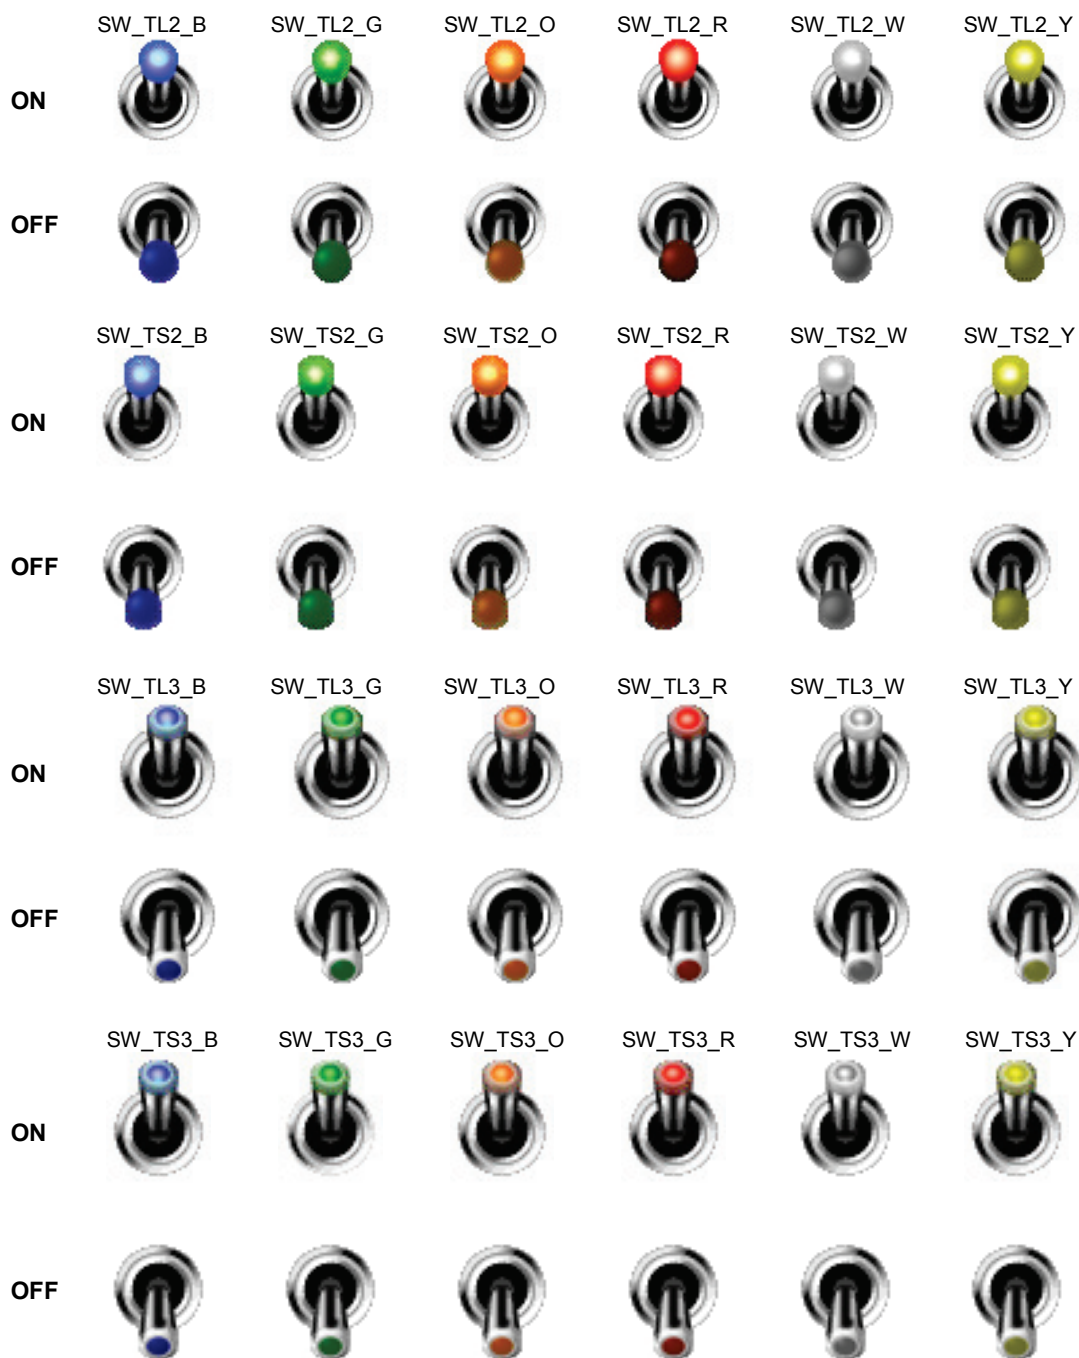 SW_TL2_B SW_TL2_G SW_TL2_O SW_TL2_R SW_TL2_W SW_TL2_Y
ON
OFF
SW_TS2_B SW_TS2_G SW_TS2_O SW_TS2_R SW_TS2_W SW_TS2_Y
ON
OFF
SW_TL3_B SW_TL3_G SW_TL3_O SW_TL3_R SW_TL3_W SW_TL3_Y
ON
OFF
SW_TS3_B SW_TS3_G SW_TS3_O SW_TS3_R SW_TS3_W SW_TS3_Y
ON
OFF